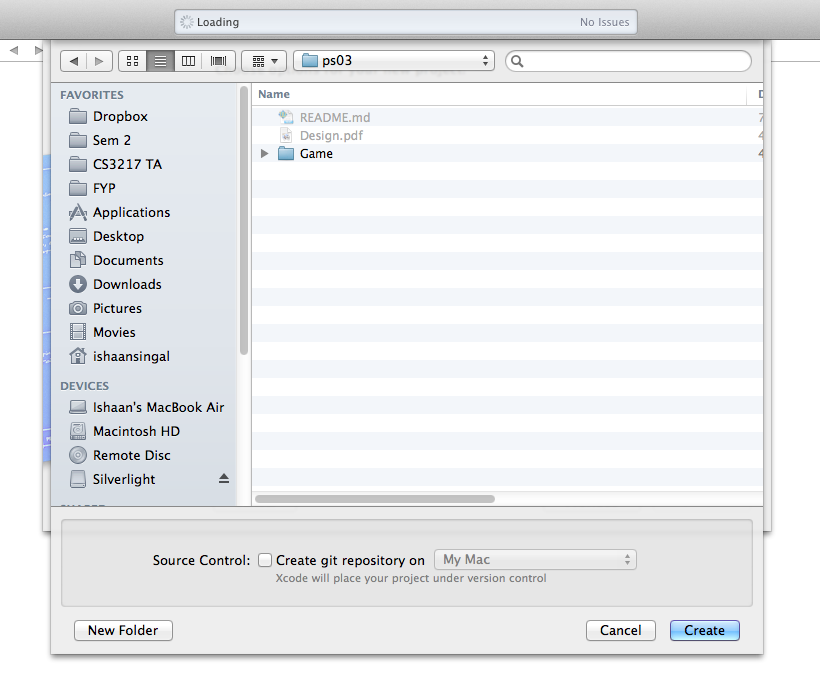 Loading
No Issues
ps03
FAVORITES
Dropbox
Sem 2
CS3217 TA
FYP
Applications
Desktop
Documents
Downloads
Pictures
Movies
ishaansingal
DEVICES
Ishaan's MacBook Air
Macintosh HD
Remote Disc
Silverlight
Name
README.md
Design.pdf
Game
Source Control: Create git repository on My Mac
Xcode will place your project under version control
New Folder
Cancel
Create